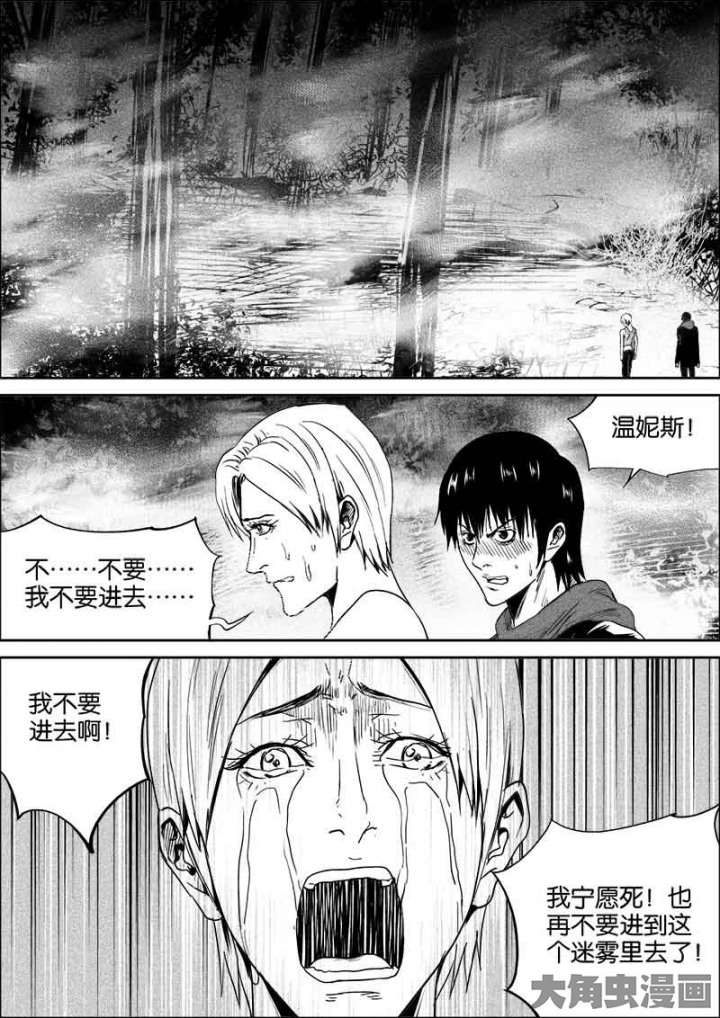 温妮斯！
不……不要……
我不要进去……
我不要
进去啊！
我宁愿死！也
再不要进到这
个迷雾里去了！
大角虫漫画